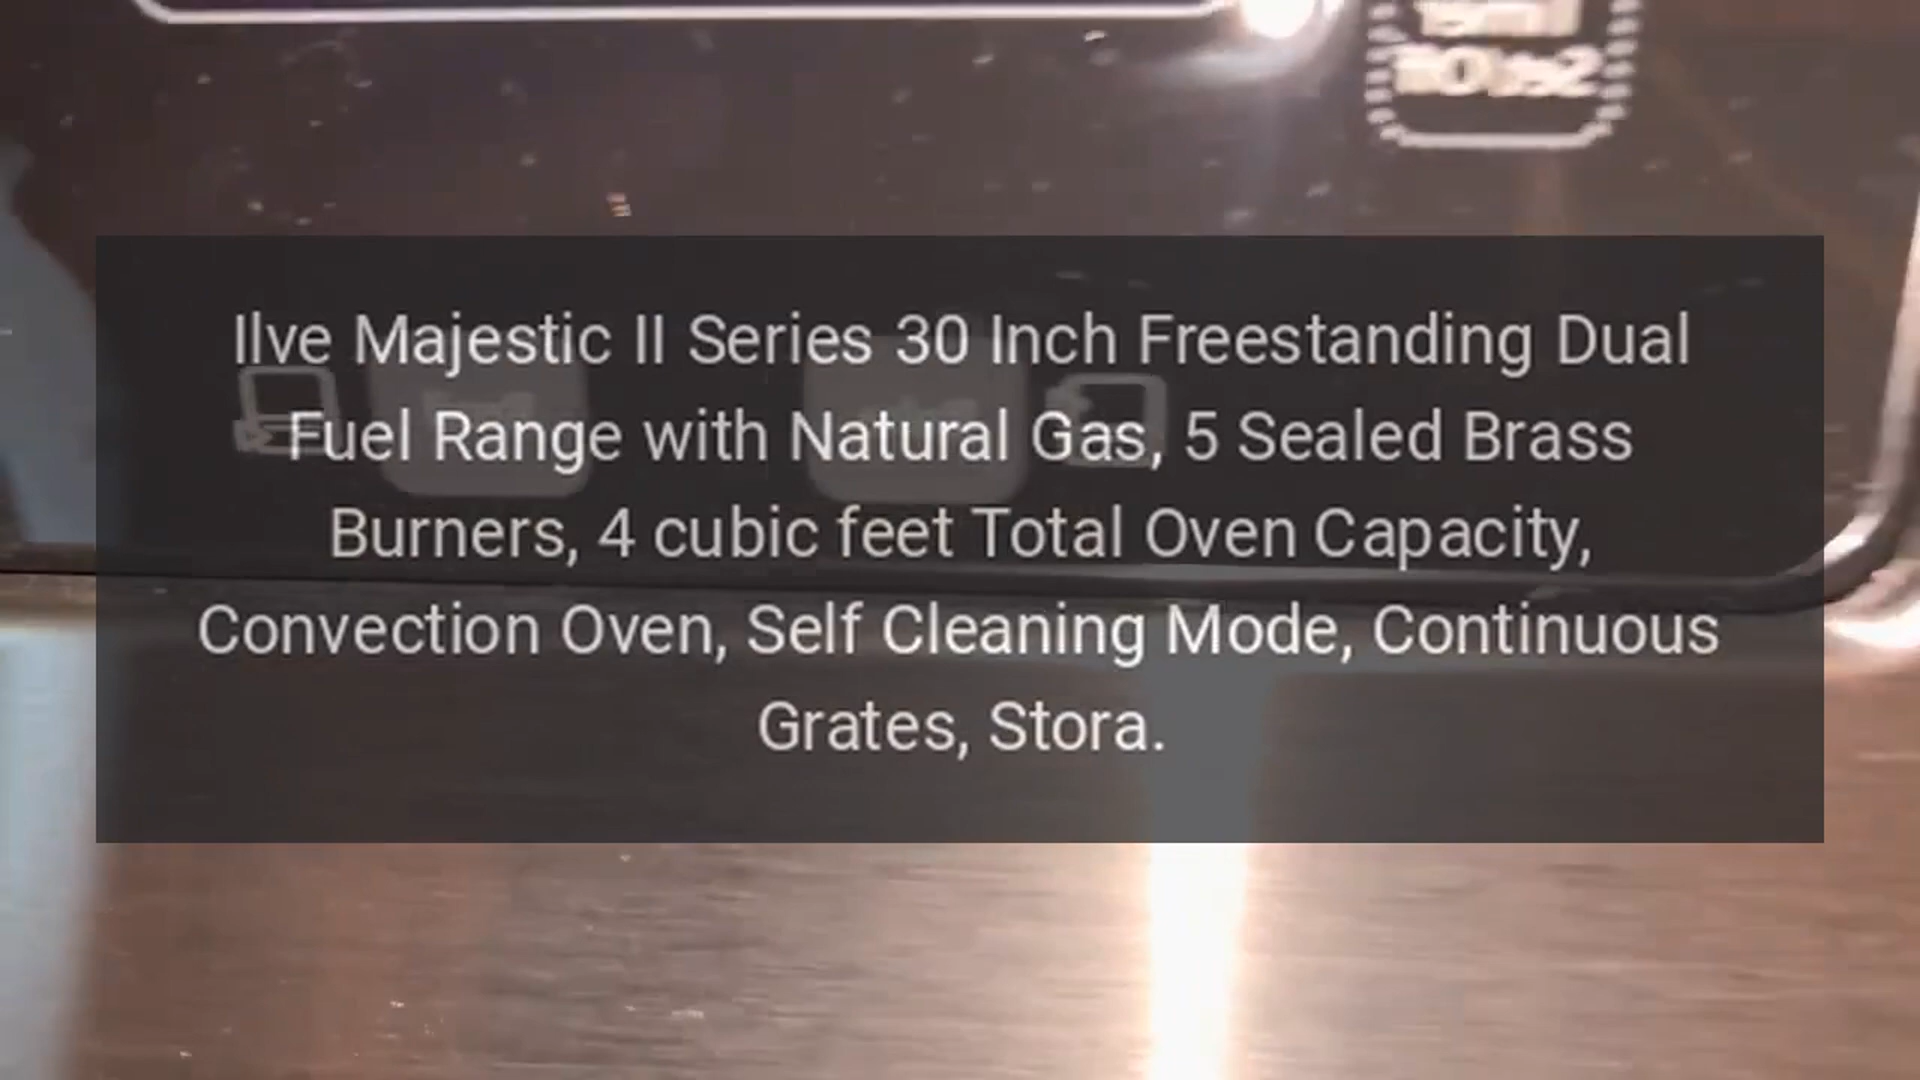 Ilve Majestic II Series 30 Inch Freestanding Dual
Fuel Range with Natural Gas, 5 Sealed Brass
Burners, 4 cubic feet Total Oven Capacity,
Convection Oven, Self Cleaning Mode, Continuous
Grates, Stora.